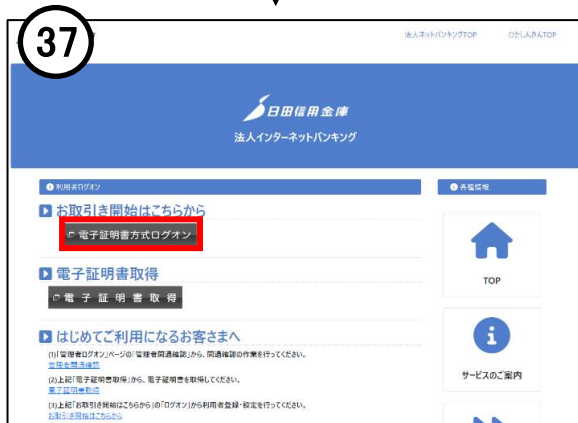 37
法人ネットバンキングTOP ひたしんきんTOP
日田信用金庫
法人インターネットバンキング
利用者ログオン
各種情報
お取引き開始はこちらから
電子証明書方式ログオン
電子証明書取得
電子証明書取得
TOP
はじめてご利用になるお客さまへ
(1)「管理者ログオン」ページの「管理者開通確認」から、開通確認の作業を行ってください。
管理者開通確認
(2)上記「電子証明書取得」から、電子証明書を取得してください。
電子証明書取得
(3)上記「お取引き開始はこちらから」の「ログオン」から利用者登録・設定を行ってください。
お取引き開始はこちらから
サービスのご案内